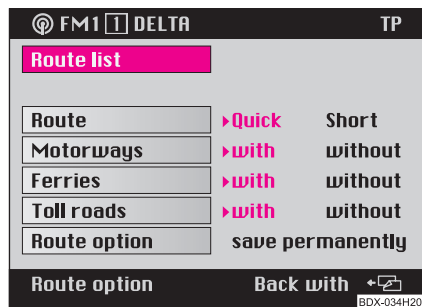 FM1 1 DELTA TP
Route list
Route ▸Quick Short
Motorways ▸with without
Ferries ▸with without
Toll roads ▸with without
Route option save permanently
Route option Back with
BDX-034H20